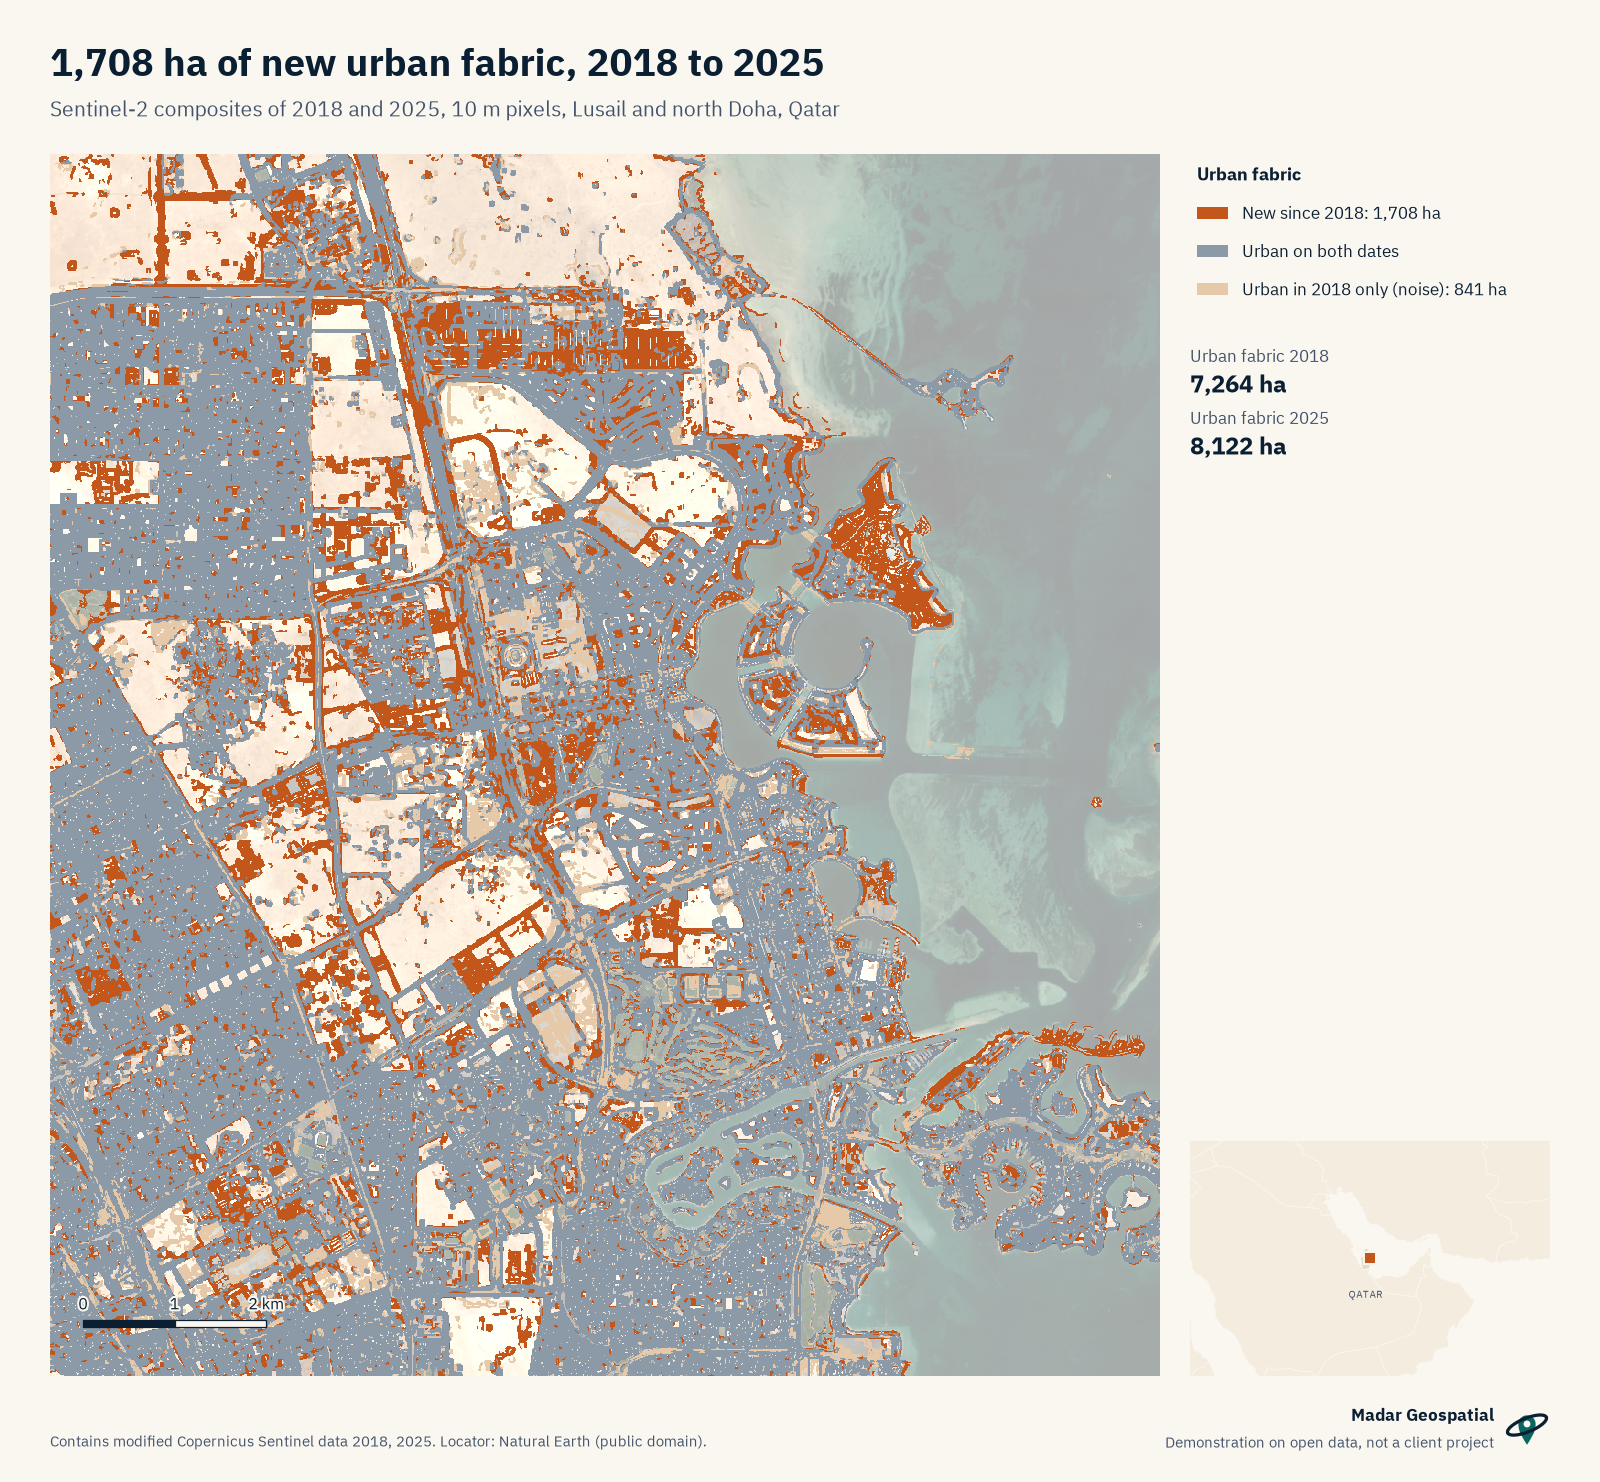 1,708 ha of new urban fabric, 2018 to 2025
Sentinel-2 composites of 2018 and 2025, 10 m pixels, Lusail and north Doha, Qatar
Urban fabric
New since 2018: 1,708 ha
Urban on both dates
Urban in 2018 only (noise): 841 ha
Urban fabric 2018
7,264 ha
Urban fabric 2025
8,122 ha
0 1 2 km
QATAR
Madar Geospatial
Contains modified Copernicus Sentinel data 2018, 2025. Locator: Natural Earth (public domain).
Demonstration on open data, not a client project